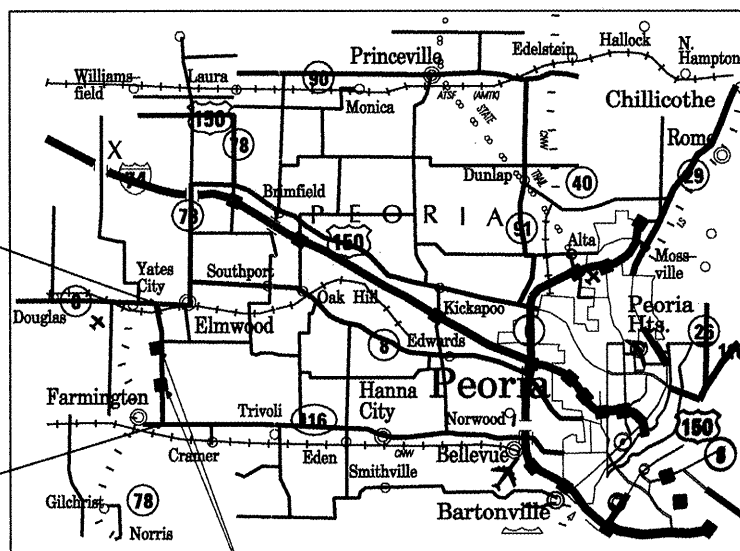 Princeville
Edelstein
Hallock
N.
Hampton
Williams-
field
Laura
90
ATSF
(AMTK)
Monica
STATE
TRAIL
CNW
Chillicothe
Rome
150
78
X
74
Dunlap
40
29
Brimfield
78
PEORIA
91
150
Alta
LS
Moss-
ville
Yates
City
Southport
Oak Hill
Kickapoo
Peoria
Hts.
Douglas
8
Elmwood
8
Edwards
26
Peoria
Farmington
Hanna
City
Trivoli
116
Norwood
150
Cramer
Eden
CNW
Bellevue
8
Smithville
Gilchrist
78
Norris
Bartonville